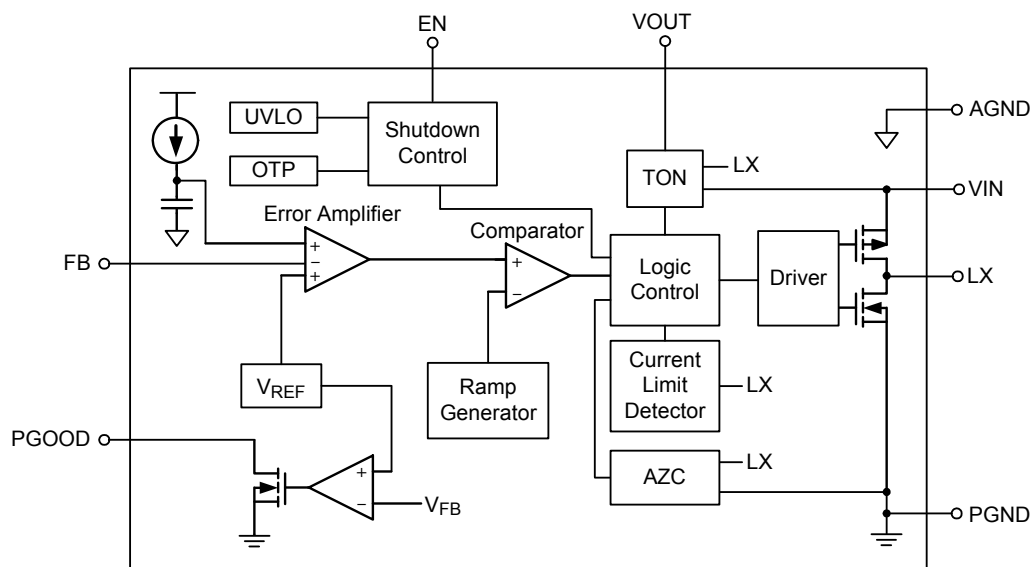 EN
VOUT
AGND
UVLO
Shutdown
Control
OTP
TON
LX
VIN
Error Amplifier
Comparator
+
−
+
FB
+
−
Logic
Control
Driver
LX
VREF
Ramp
Generator
Current
Limit
Detector
LX
PGOOD
+
−
VFB
AZC
LX
PGND